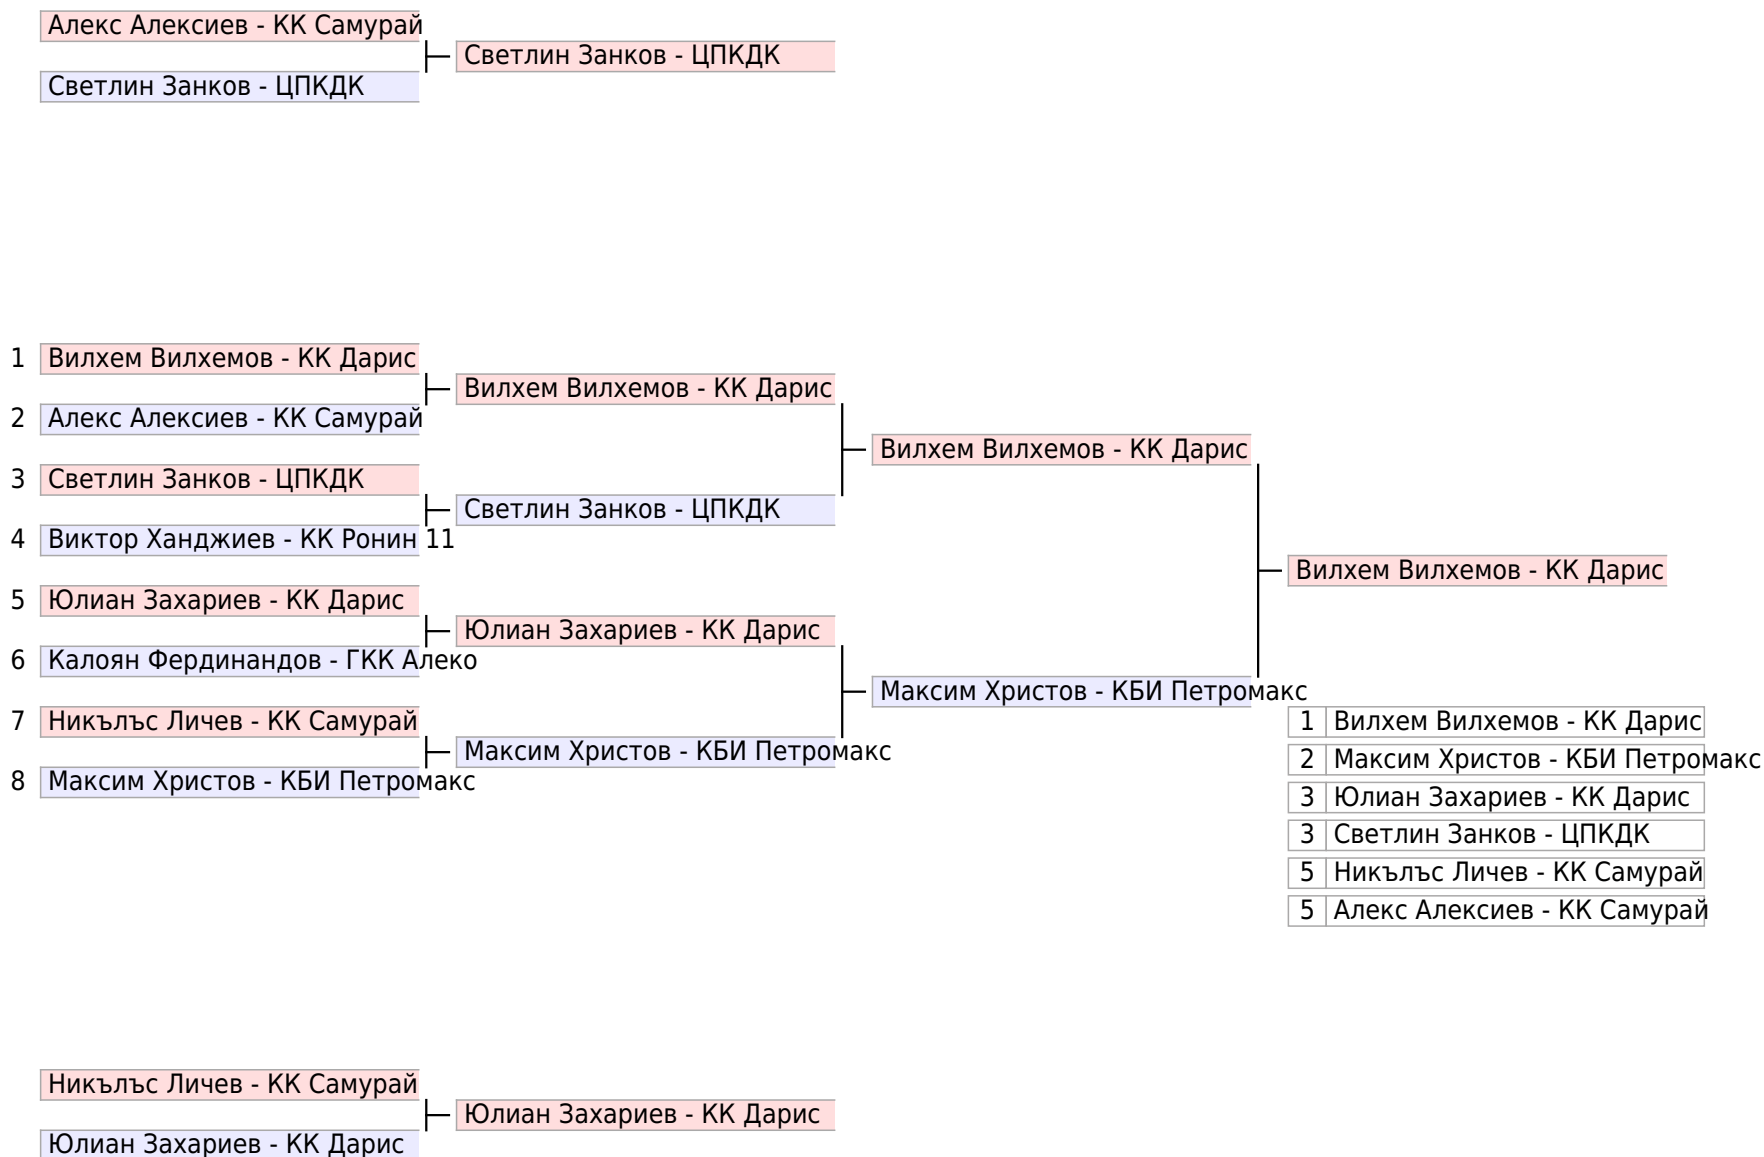 Алекс Алексиев - КК Самурай
Светлин Занков - ЦПКДК
Светлин Занков - ЦПКДК
1 Вилхем Вилхемов - КК Дарис
Вилхем Вилхемов - КК Дарис
2 Алекс Алексиев - КК Самурай
Вилхем Вилхемов - КК Дарис
3 Светлин Занков - ЦПКДК
Светлин Занков - ЦПКДК
4 Виктор Ханджиев - КК Ронин 11
Вилхем Вилхемов - КК Дарис
5 Юлиан Захариев - КК Дарис
Юлиан Захариев - КК Дарис
6 Калоян Фердинандов - ГКК Алеко
Максим Христов - КБИ Петромакс
7 Никълъс Личев - КК Самурай
Максим Христов - КБИ Петромакс
8 Максим Христов - КБИ Петромакс
1 Вилхем Вилхемов - КК Дарис
2 Максим Христов - КБИ Петромакс
3 Юлиан Захариев - КК Дарис
3 Светлин Занков - ЦПКДК
5 Никълъс Личев - КК Самурай
5 Алекс Алексиев - КК Самурай
Никълъс Личев - КК Самурай
Юлиан Захариев - КК Дарис
Юлиан Захариев - КК Дарис